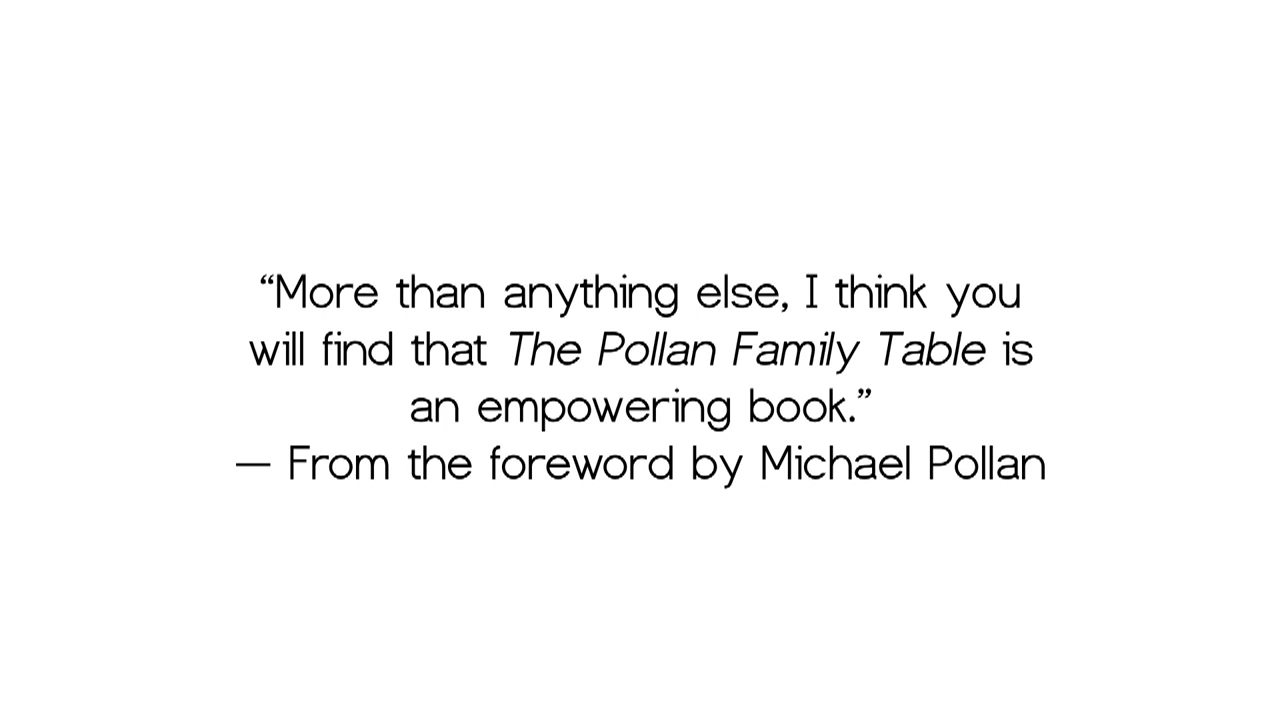 “More than anything else, I think you
will find that The Pollan Family Table is
an empowering book.”
— From the foreword by Michael Pollan